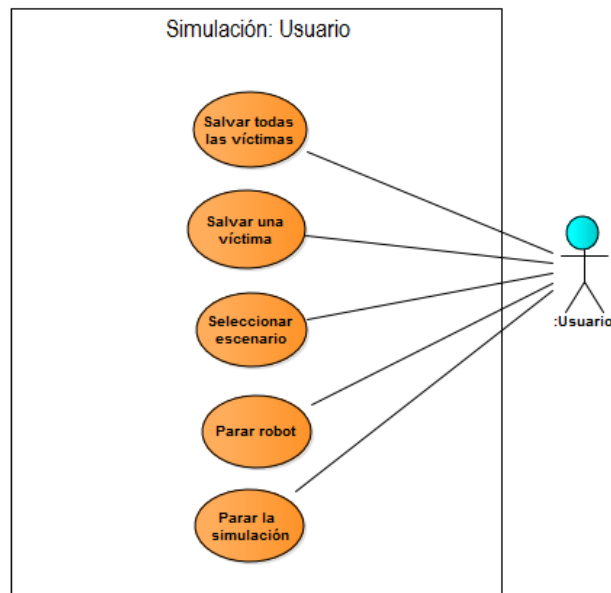 Simulación: Usuario
Salvar todas
las víctimas
Salvar una
víctima
Seleccionar
escenario
:Usuario
Parar robot
Parar la
simulación